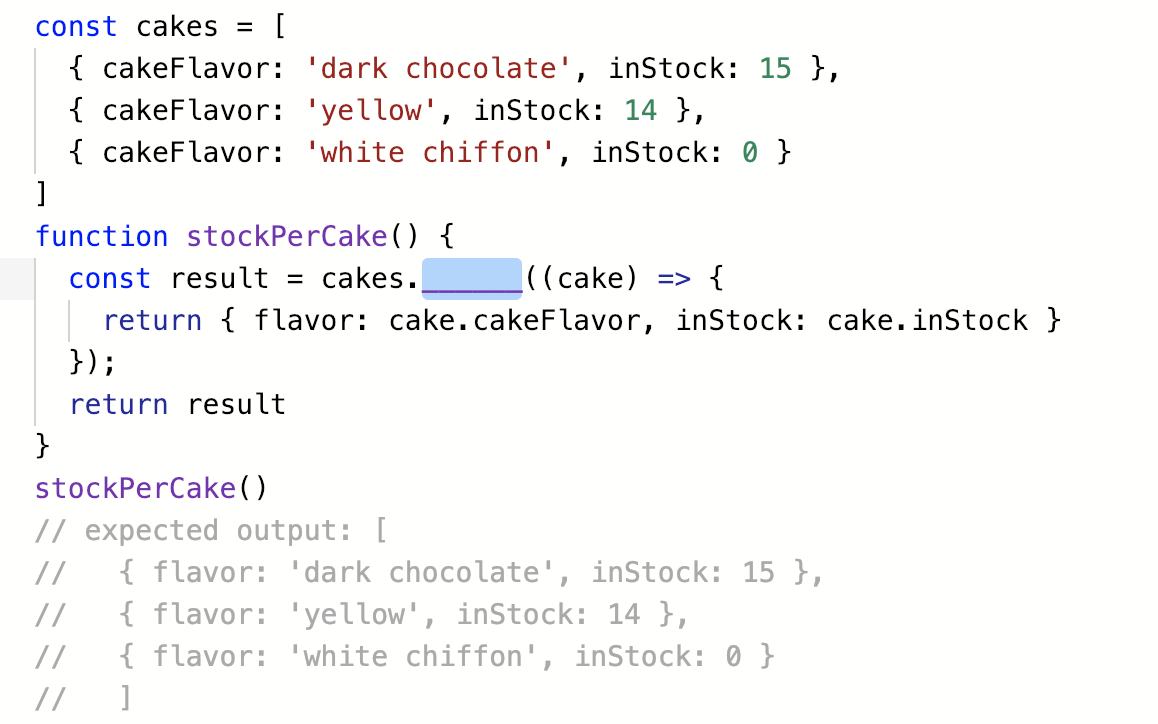 const cakes = [
  { cakeFlavor: 'dark chocolate', inStock: 15 },
  { cakeFlavor: 'yellow', inStock: 14 },
  { cakeFlavor: 'white chiffon', inStock: 0 }
]
function stockPerCake() {
  const result = cakes.______((cake) => {
    return { flavor: cake.cakeFlavor, inStock: cake.inStock }
  });
  return result
}
stockPerCake()
// expected output: [
//   { flavor: 'dark chocolate', inStock: 15 },
//   { flavor: 'yellow', inStock: 14 },
//   { flavor: 'white chiffon', inStock: 0 }
//   ]